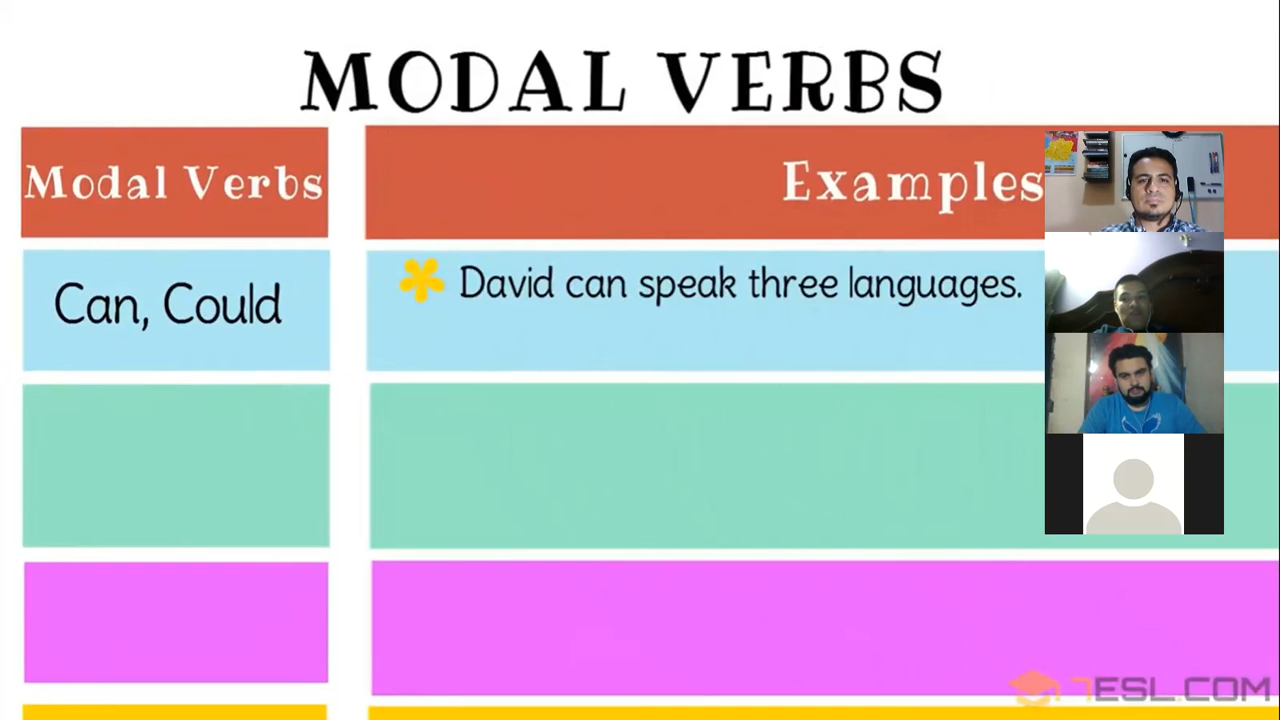 MODAL VERBS
Modal Verbs
Examples
Can, Could
David can speak three languages.
7ESL.COM